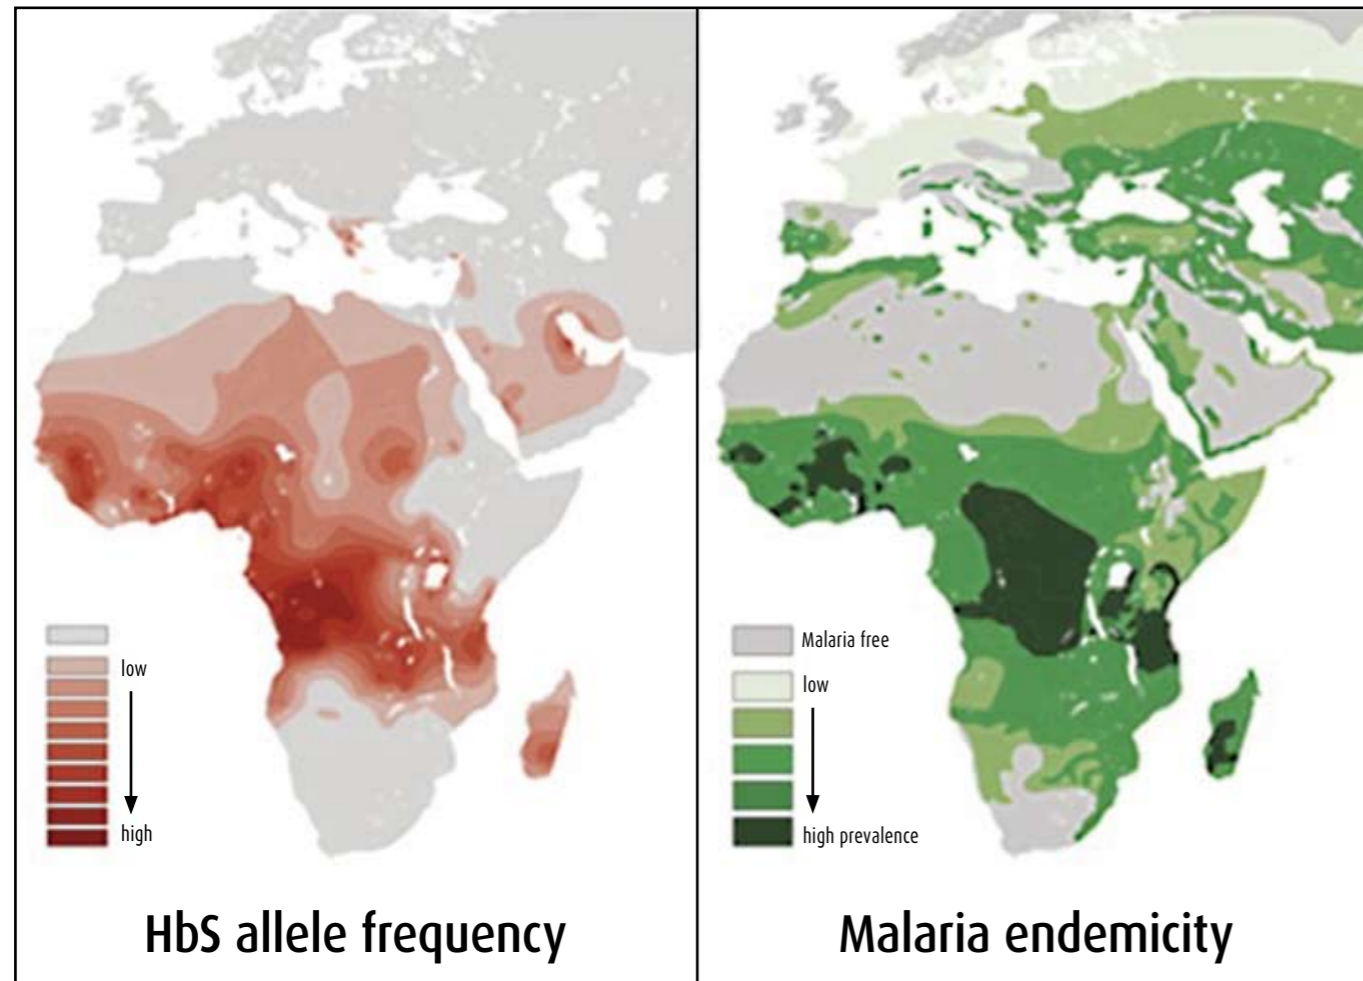 low
high
HbS allele frequency
Malaria free
low
high prevalence
Malaria endemicity